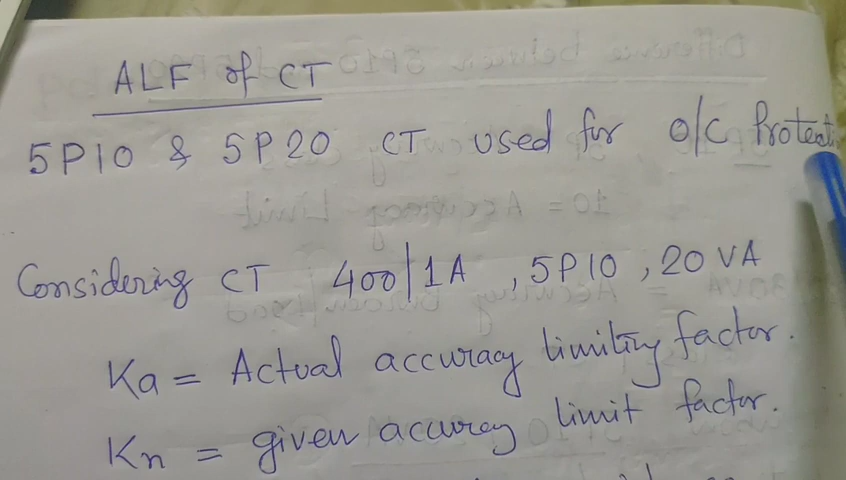 ALF of CT
5P10 & 5P20 CT used for O/C Protecti
Considering CT 400/1A, 5P10, 20 VA
Ka = Actual accuracy limiting factor.
Kn = given accuracy limit factor.